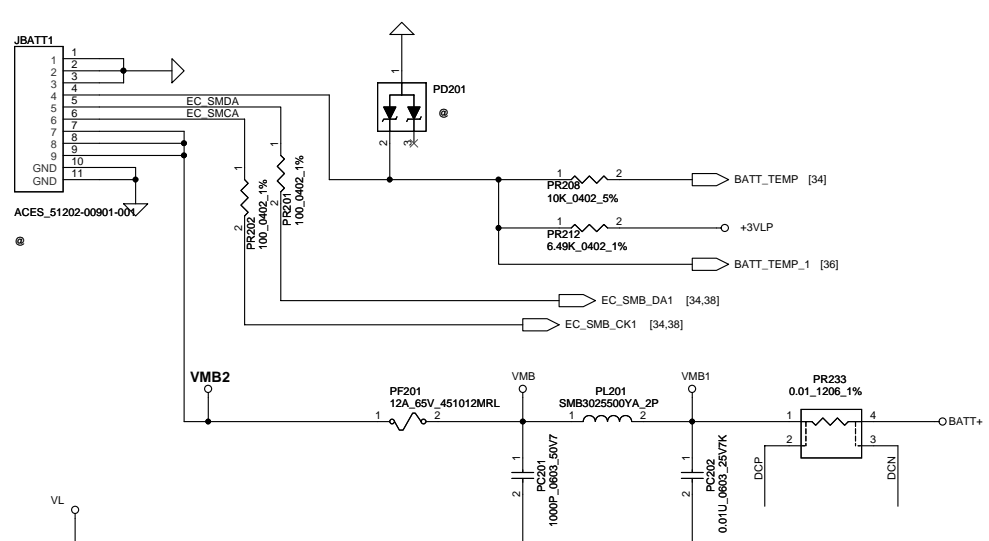 JBATT1
1
2
3
4
5
6
7
8
9
10
11
1
2
3
4
5
6
7
8
9
GND
GND
EC_SMDA
EC_SMCA
ACES_51202-00901-001
@
1
2
PR202
100_0402_1%
1
2
PR201
100_0402_1%
1
2
3
PD201
@
1
2
PR208
10K_0402_5%
BATT_TEMP [34]
1
2
PR212
6.49K_0402_1%
+3VLP
BATT_TEMP_1 [36]
EC_SMB_DA1 [34,38]
EC_SMB_CK1 [34,38]
VMB2
PF201
12A_65V_451012MRL
1
2
VMB
PL201
SMB3025500YA_2P
1
2
VMB1
PR233
0.01_1206_1%
1
4
2
3
BATT+
DCP
DCN
1
2
PC201
1000P_0603_50V7
1
2
PC202
0.01U_0603_25V7K
VL